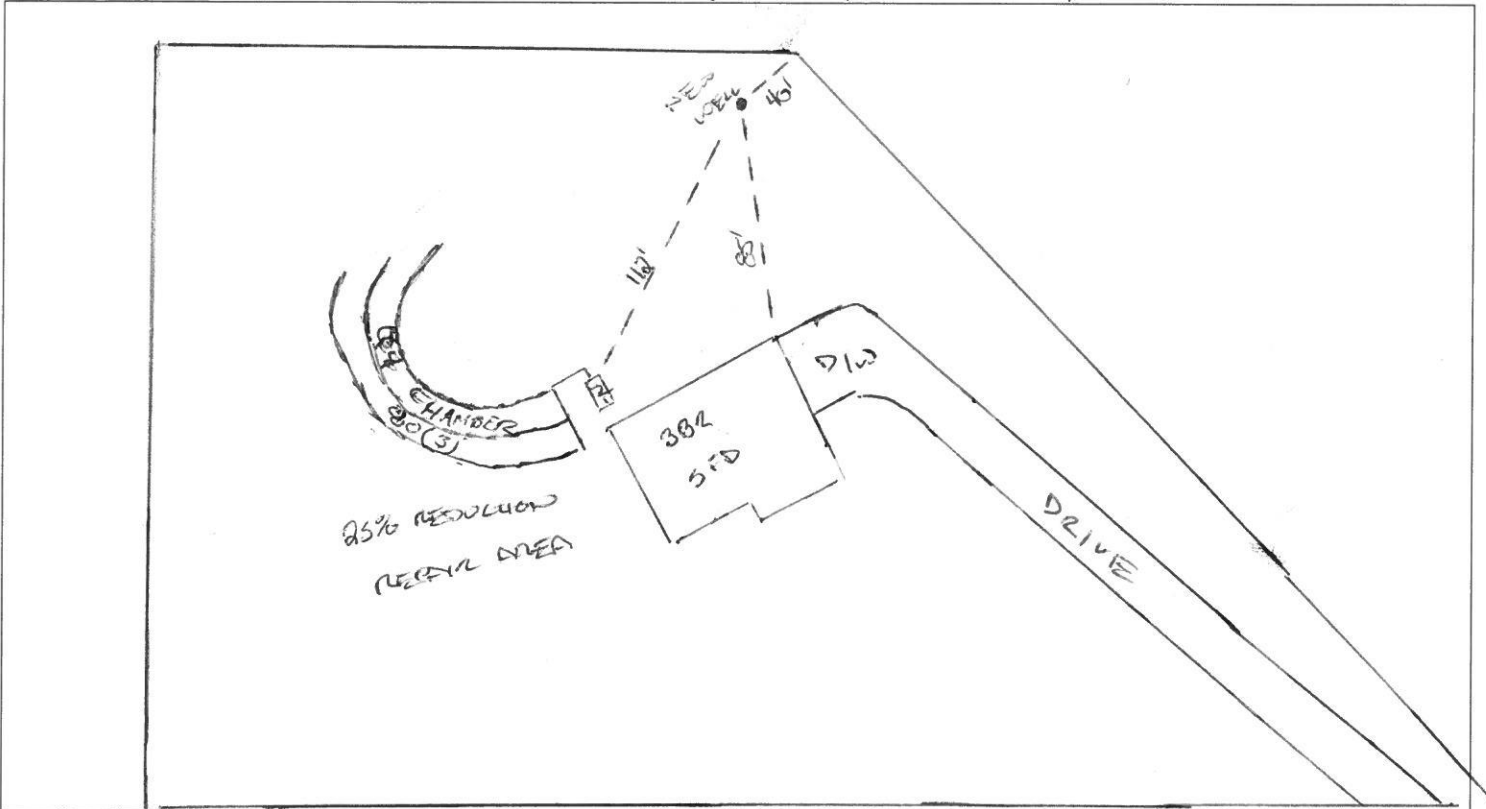 NEW
WELL
40'
112'
88'
D/W
CHAMBER
80(3)
3BR
SFD
25% REDUCTION
REPAIR AREA
DRIVE